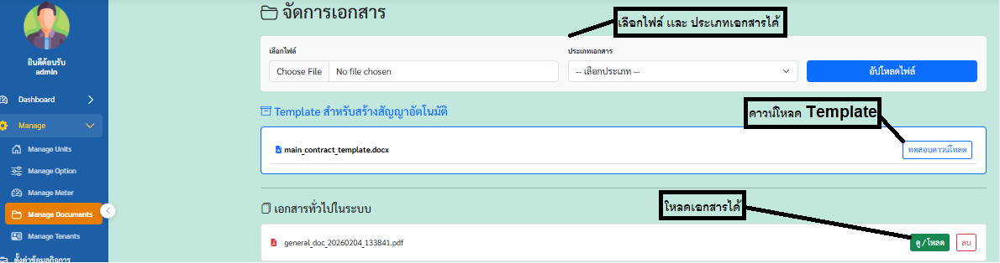 จัดการเอกสาร
เลือกไฟล์ และ ประเภทเอกสารได้
ยินดีต้อนรับ
admin
Dashboard
Manage
Manage Units
Manage Option
Manage Meter
Manage Documents
Manage Tenants
ตั้งค่าข้อมูลกิจการ
เลือกไฟล์
ประเภทเอกสาร
Choose File
No file chosen
-- เลือกประเภท --
อัปโหลดไฟล์
Template สำหรับสร้างสัญญาอัตโนมัติ
ดาวน์โหลด Template
main_contract_template.docx
ทดสอบดาวน์โหลด
เอกสารทั่วไปในระบบ
โหลดเอกสารได้
general_doc_20260204_133841.pdf
ดู / โหลด
ลบ